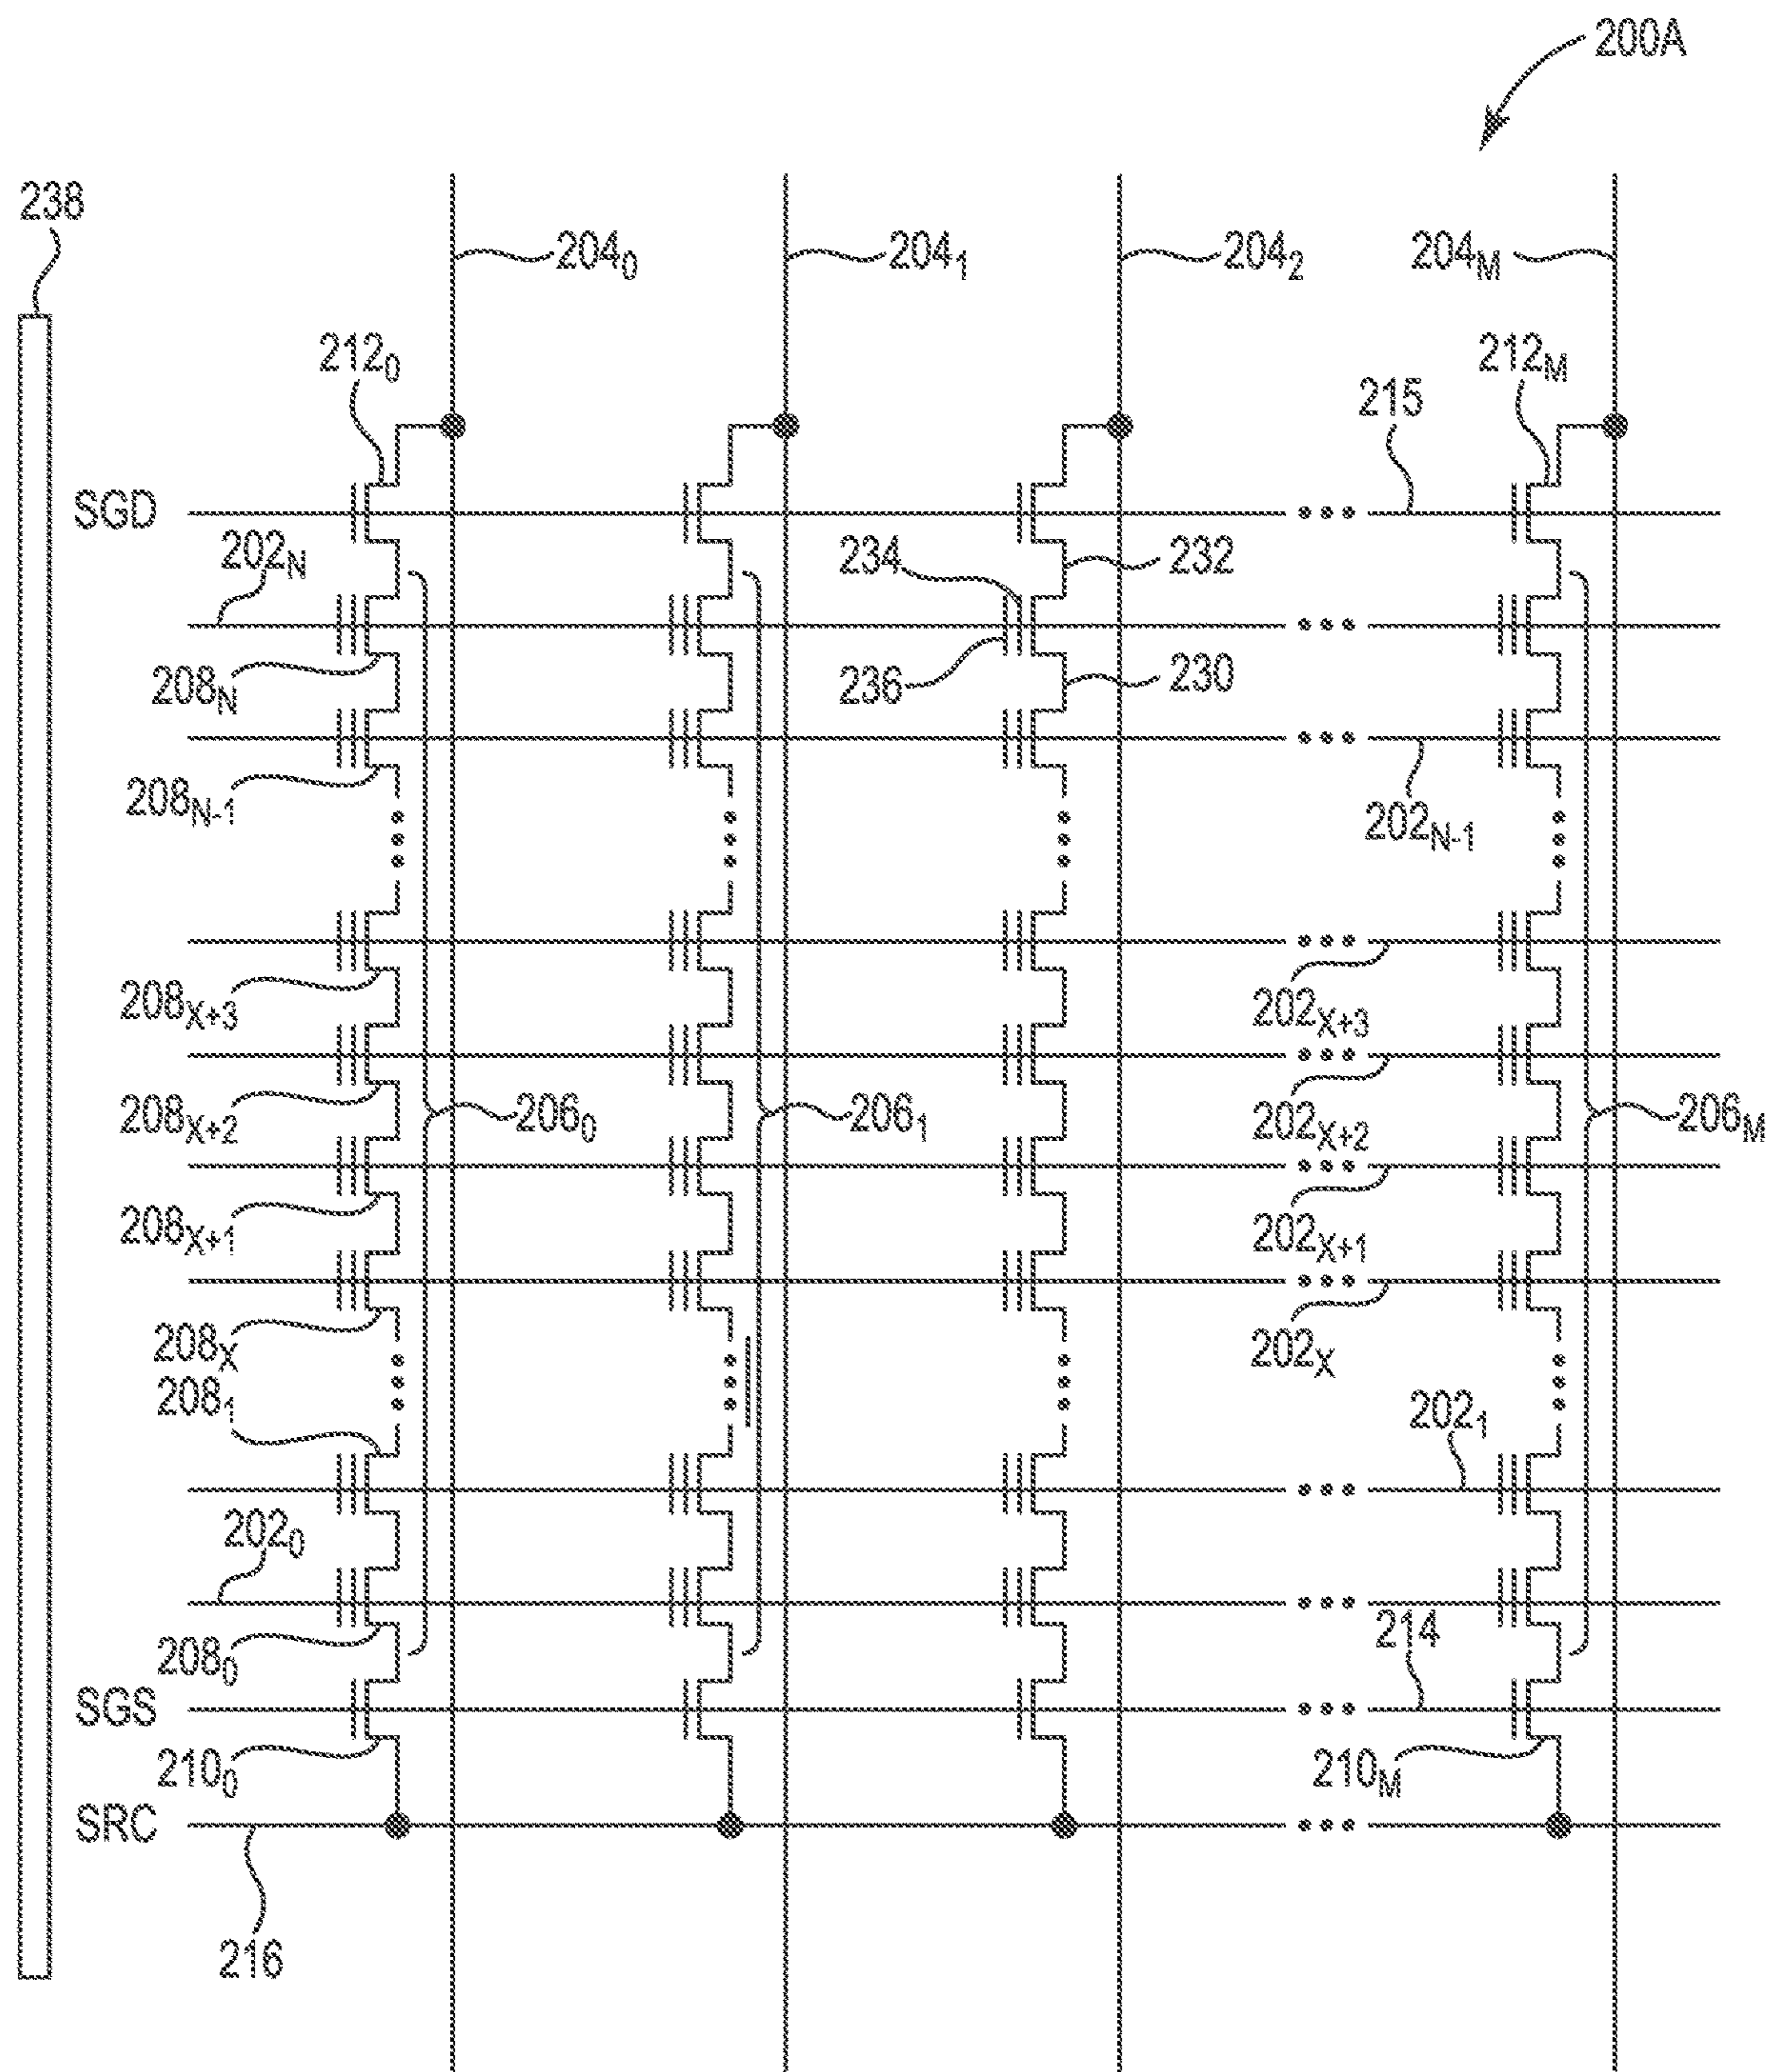 200A
238
204₀ 204₁ 204₂ 204M
212₀ 215 212M
SGD
202N 234 232
208N 236 230
208N-1 202N-1
208X+3 202X+3
208X+2 206₀ 206₁ 202X+2 206M
208X+1 202X+1
208X 202X
208₁ 202₁
202₀
208₀ 214
SGS
210₀ 210M
SRC
216